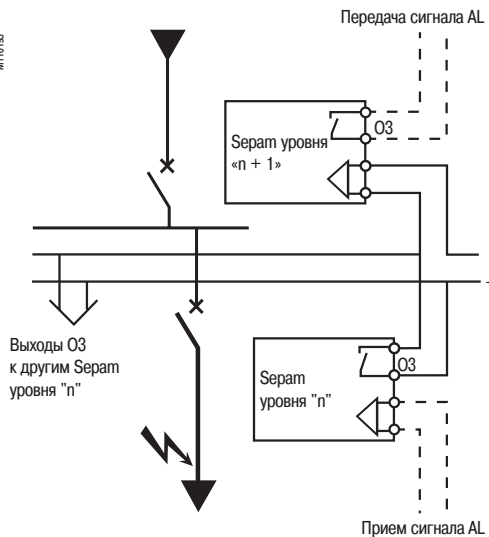 Передача сигнала AL
O3
Sepam уровня
«n + 1»
Выходы O3
к другим Sepam
уровня "n"
O3
Sepam
уровня "n"
Прием сигнала AL